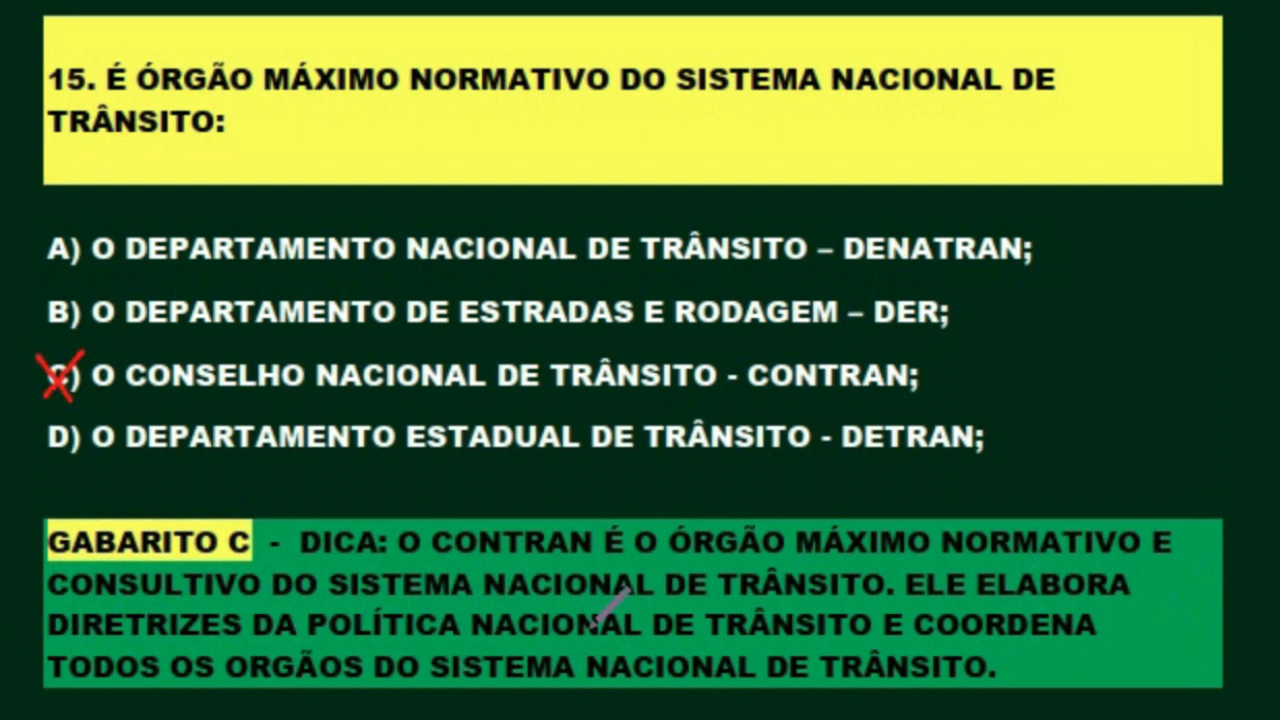 15. É ÓRGÃO MÁXIMO NORMATIVO DO SISTEMA NACIONAL DE
TRÂNSITO:
A) O DEPARTAMENTO NACIONAL DE TRÂNSITO – DENATRAN;
B) O DEPARTAMENTO DE ESTRADAS E RODAGEM – DER;
C) O CONSELHO NACIONAL DE TRÂNSITO - CONTRAN;
D) O DEPARTAMENTO ESTADUAL DE TRÂNSITO - DETRAN;
GABARITO C - DICA: O CONTRAN É O ÓRGÃO MÁXIMO NORMATIVO E
CONSULTIVO DO SISTEMA NACIONAL DE TRÂNSITO. ELE ELABORA
DIRETRIZES DA POLÍTICA NACIONAL DE TRÂNSITO E COORDENA
TODOS OS ORGÃOS DO SISTEMA NACIONAL DE TRÂNSITO.